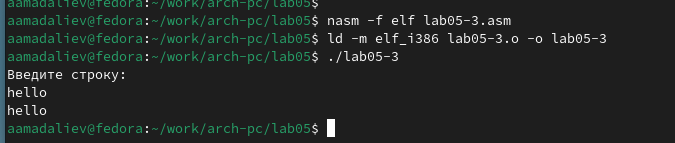 aamadaliev@fedora:~/work/arch-pc/lab05$
aamadaliev@fedora:~/work/arch-pc/lab05$ nasm -f elf lab05-3.asm
aamadaliev@fedora:~/work/arch-pc/lab05$ ld -m elf_i386 lab05-3.o -o lab05-3
aamadaliev@fedora:~/work/arch-pc/lab05$ ./lab05-3
Введите строку:
hello
hello
aamadaliev@fedora:~/work/arch-pc/lab05$